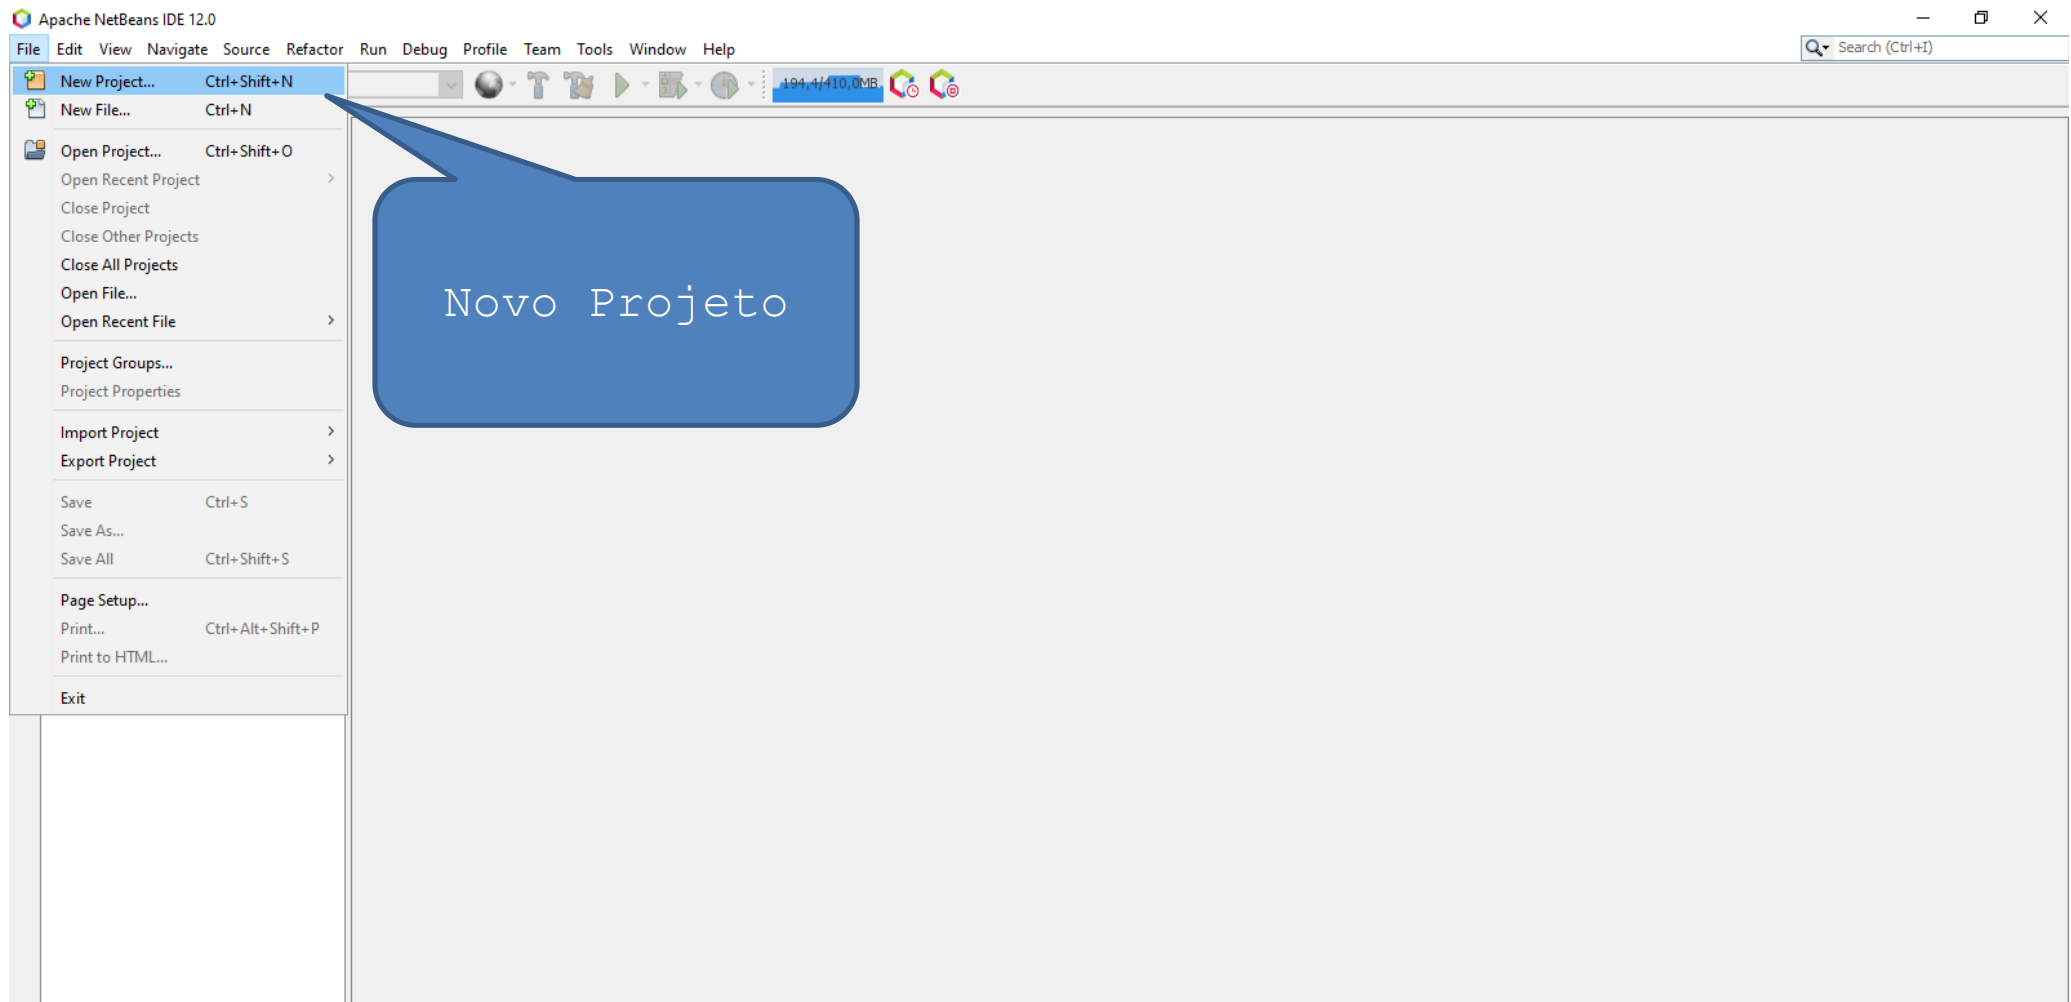 Apache NetBeans IDE 12.0
File Edit View Navigate Source Refactor Run Debug Profile Team Tools Window Help
Search (Ctrl+I)
New Project... Ctrl+Shift+N
194,4/410,0MB
New File... Ctrl+N
Open Project... Ctrl+Shift+O
Open Recent Project
Close Project
Close Other Projects
Close All Projects
Open File...
Open Recent File
Project Groups...
Project Properties
Import Project
Export Project
Save Ctrl+S
Save As...
Save All Ctrl+Shift+S
Page Setup...
Print... Ctrl+Alt+Shift+P
Print to HTML...
Exit
Novo Projeto